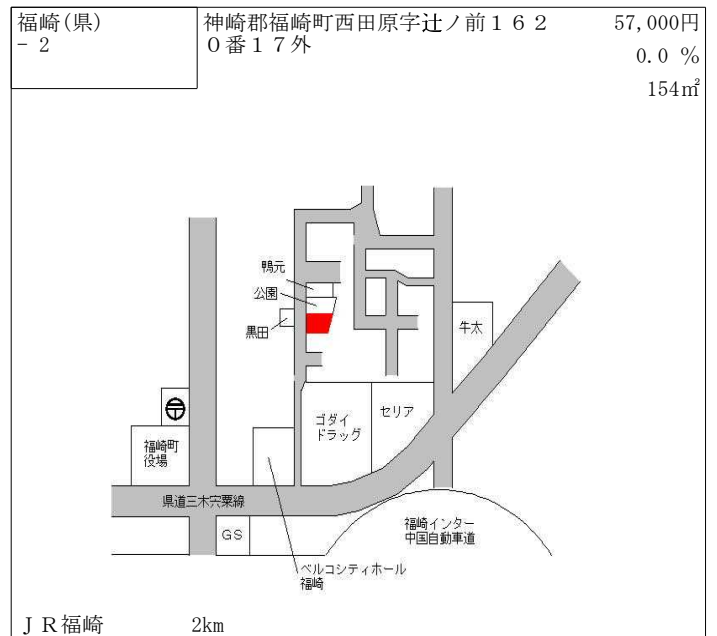 福崎(県)
- 2
神崎郡福崎町西田原字辻ノ前１６２
０番１７外
57,000円
0.0 %
154㎡
鴨元
公園
黒田
牛太
ゴダイ
ドラッグ
セリア
〒
福崎町
役場
県道三木宍粟線
GS
福崎インター
中国自動車道
ベルコシティホール
福崎
ＪＲ福崎 2km